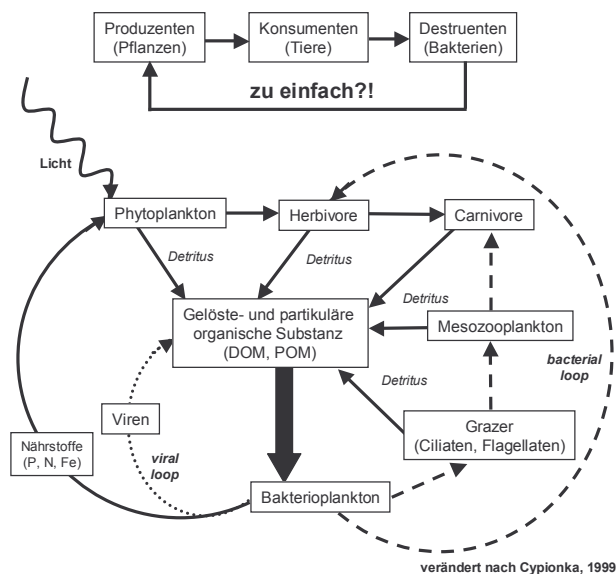 Produzenten
(Pflanzen)
Konsumenten
(Tiere)
Destruenten
(Bakterien)
zu einfach?!
Licht
Phytoplankton
Herbivore
Carnivore
Detritus
Detritus
Detritus
Gelöste- und partikuläre
organische Substanz
(DOM, POM)
Mesozooplankton
bacterial
loop
Detritus
Viren
Grazer
(Ciliaten, Flagellaten)
Nährstoffe
(P, N, Fe)
viral
loop
Bakterioplankton
verändert nach Cypionka, 1999